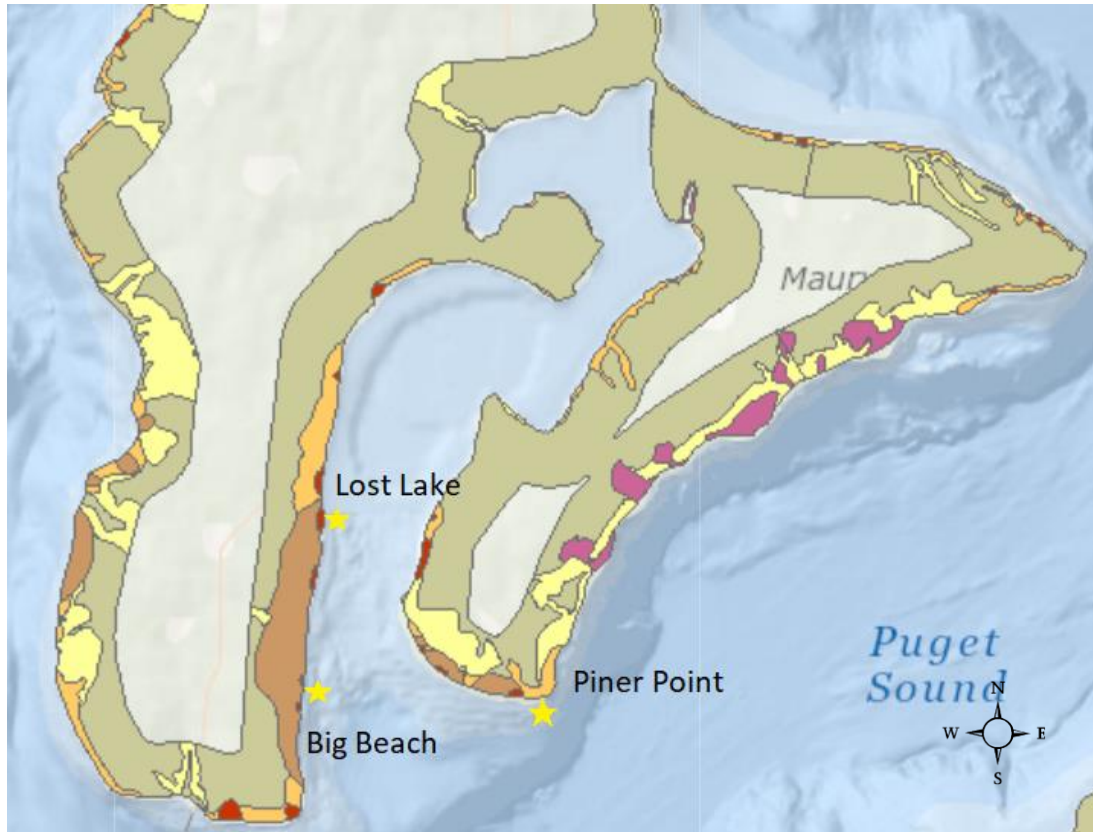 Maur
Lost Lake
Piner Point
Big Beach
Puget
Sound
N
W E
S